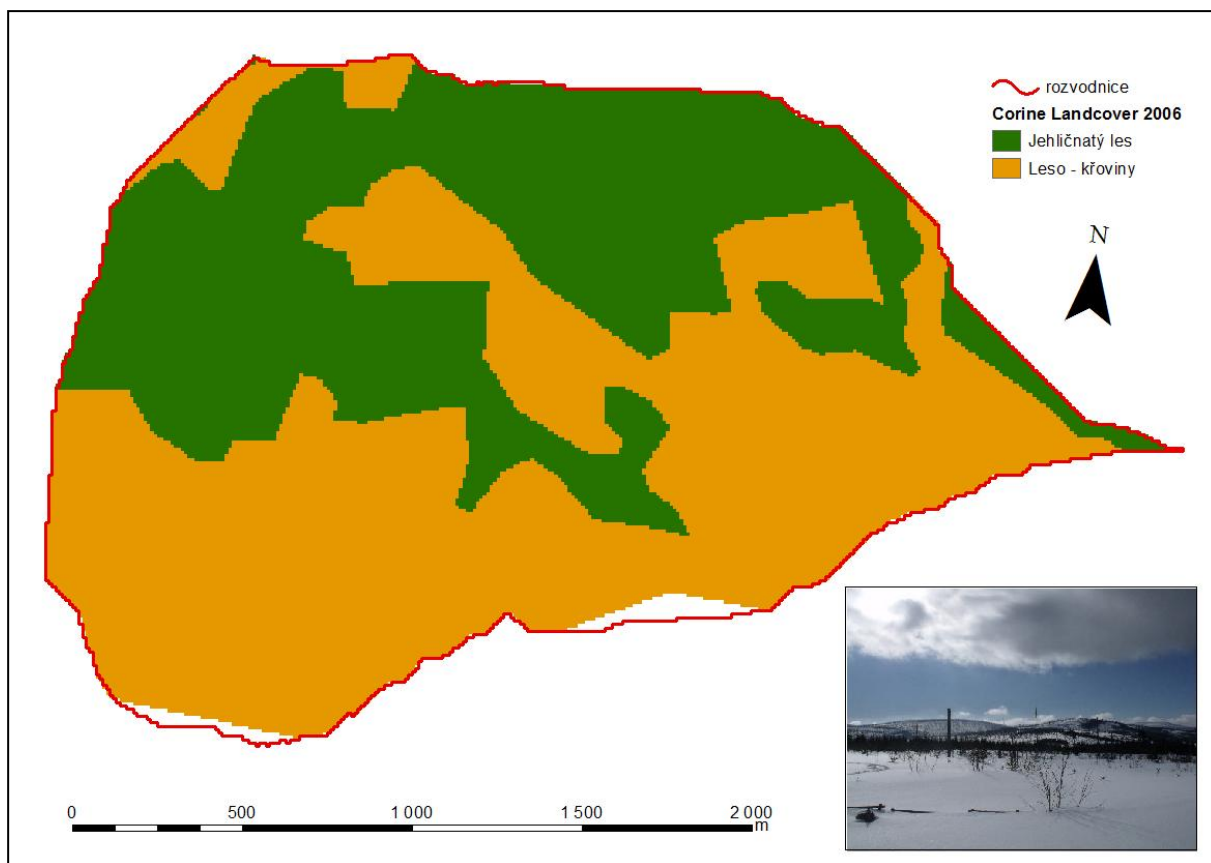 rozvodnice
Corine Landcover 2006
Jehličnatý les
Leso - křoviny
N
0 500 1 000 1 500 2 000
m